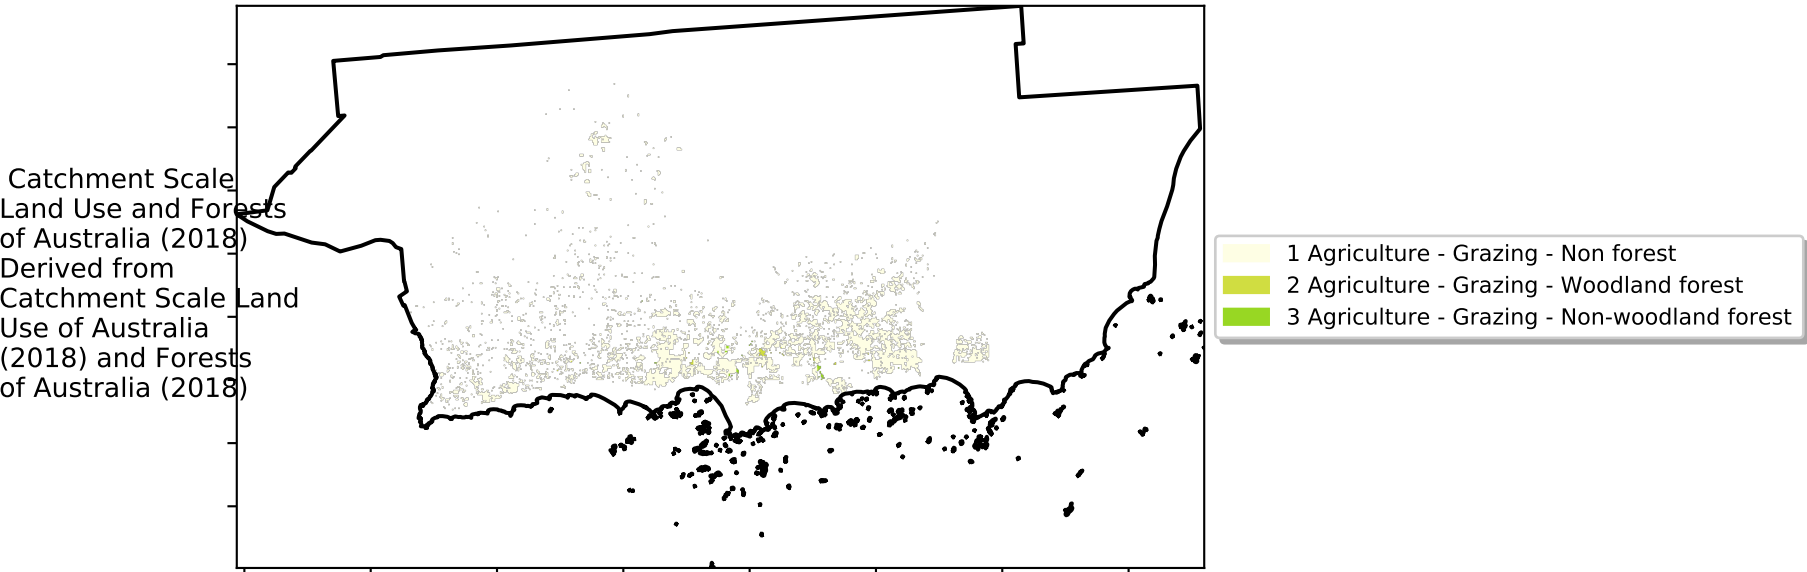 Catchment Scale
Land Use and Forests
of Australia (2018)
Derived from
Catchment Scale Land
Use of Australia
(2018) and Forests
of Australia (2018)
1 Agriculture - Grazing - Non forest
2 Agriculture - Grazing - Woodland forest
3 Agriculture - Grazing - Non-woodland forest